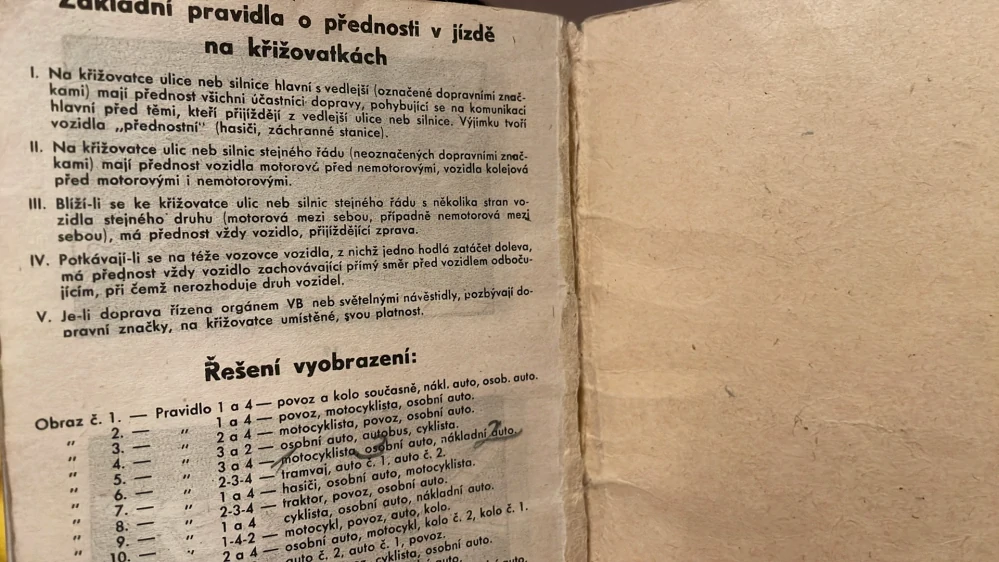 Základní pravidla o přednosti v jízdě
na křižovatkách
I. Na křižovatce ulice neb silnice hlavní s vedlejší (označené dopravními znač-
kami) mají přednost všichni účastníci dopravy, pohybující se na komunikaci
hlavní před těmi, kteří přijíždějí z vedlejší ulice neb silnice. Výjimku tvoří
vozidla „přednostní" (hasiči, záchranné stanice).
II. Na křižovatce ulic neb silnic stejného řádu (neoznačených dopravními znač-
kami) mají přednost vozidla motorová před nemotorovými, vozidla kolejová
před motorovými i nemotorovými.
III. Blíží-li se ke křižovatce ulic neb silnic stejného řádu s několika stran vo-
zidla stejného druhu (motorová mezi sebou, případně nemotorová mezi
sebou), má přednost vždy vozidlo, přijíždějící zprava.
IV. Potkávají-li se na téže vozovce vozidla, z nichž jedno hodlá zatáčet doleva,
má přednost vždy vozidlo zachovávající přímý směr před vozidlem odboču-
jícím, při čemž nerozhoduje druh vozidel.
V. Je-li doprava řízena orgánem VB neb světelnými návěstidly, pozbývají do-
pravní značky, na křižovatce umístěné, svou platnost.
Řešení vyobrazení:
Obraz č. 1. — Pravidlo 1 a 4 — povoz a kolo současně, nákl. auto, osob. auto.
„ 2. — „ 1 a 4 — povoz, motocyklista, osobní auto.
„ 3. — „ 2 a 4 — motocyklista, povoz, osobní auto.
„ 4. — „ 3 a 2 — osobní auto, autobus, cyklista.
„ 5. — „ 3 a 4 — motocyklista, osobní auto, nákladní auto.
„ 6. — „ 2-3-4 — tramvaj, auto č. 1, auto č. 2.
„ 7. — „ 1 a 4 — hasiči, osobní auto, motocyklista.
„ 8. — „ 2-3-4 — traktor, povoz, osobní auto.
„ 9. — „ 1 a 4 cyklista, osobní auto, nákladní auto.
„ 10. — „ 1-4-2 — motocykl, povoz, auto, kolo.
2 a 4 — osobní auto, motocykl, kolo č. 2, kolo č. 1.
auto č. 2, auto č. 1, povoz.
cyklista, osobní auto.